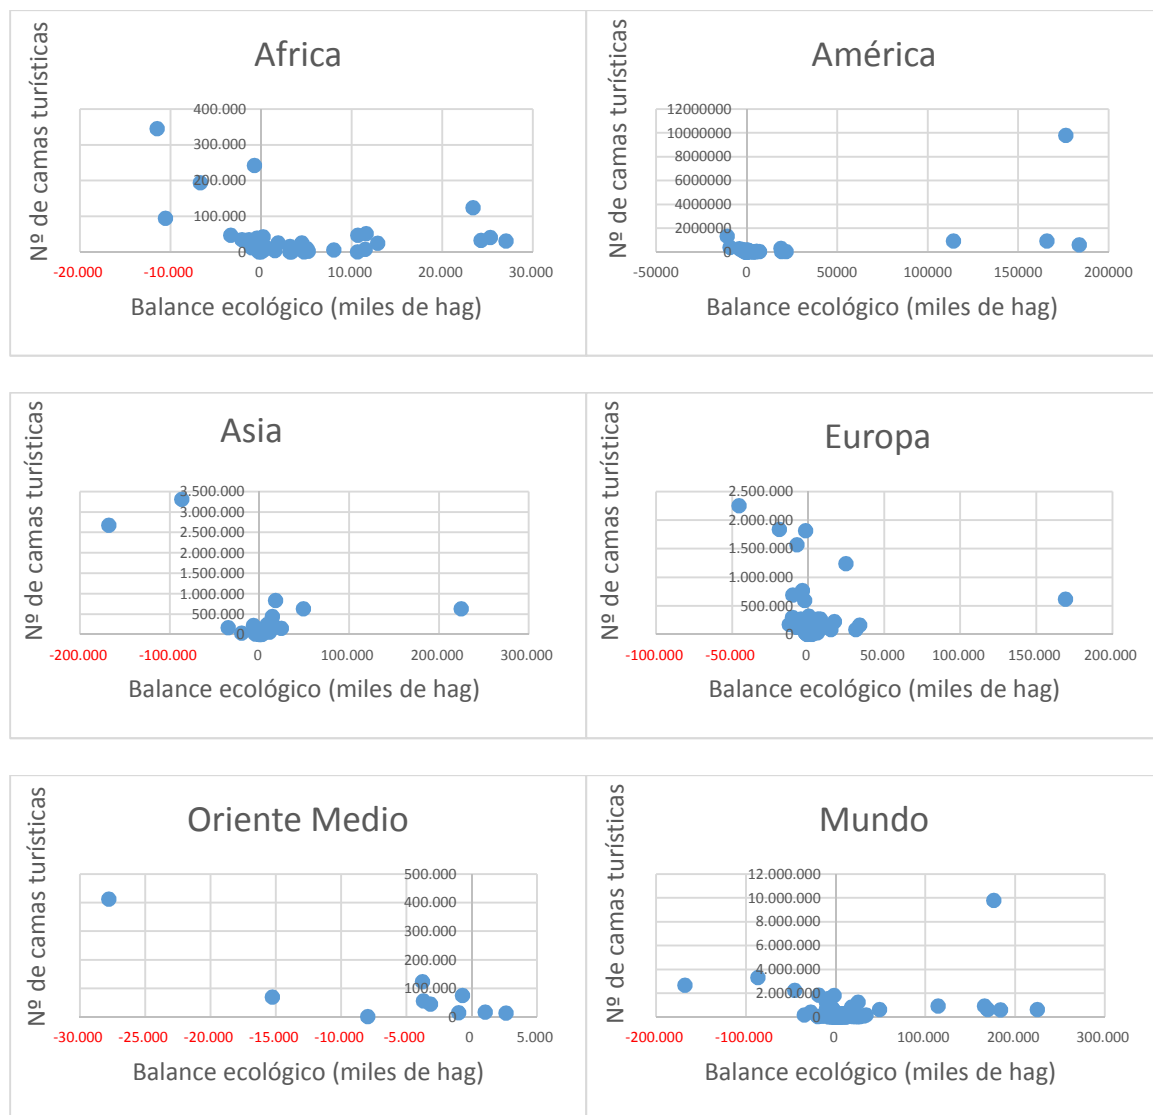 Africa
Nº de camas turísticas
400.000
300.000
200.000
100.000
0
-20.000 -10.000 0 10.000 20.000 30.000
Balance ecológico (miles de hag)
América
Nº de camas turísticas
12000000
10000000
8000000
6000000
4000000
2000000
0
-50000 0 50000 100000 150000 200000
Balance ecológico (miles de hag)
Asia
Nº de camas turísticas
3.500.000
3.000.000
2.500.000
2.000.000
1.500.000
1.000.000
500.000
0
-200.000 -100.000 0 100.000 200.000 300.000
Balance ecológico (miles de hag)
Europa
Nº de camas turísticas
2.500.000
2.000.000
1.500.000
1.000.000
500.000
0
-100.000 -50.000 0 50.000 100.000 150.000 200.000
Balance ecológico (miles de hag)
Oriente Medio
Nº de camas turísticas
500.000
400.000
300.000
200.000
100.000
0
-30.000 -25.000 -20.000 -15.000 -10.000 -5.000 0 5.000
Balance ecológico (miles de hag)
Mundo
Nº de camas turísticas
12.000.000
10.000.000
8.000.000
6.000.000
4.000.000
2.000.000
0
-200.000 -100.000 0 100.000 200.000 300.000
Balance ecológico (miles de hag)